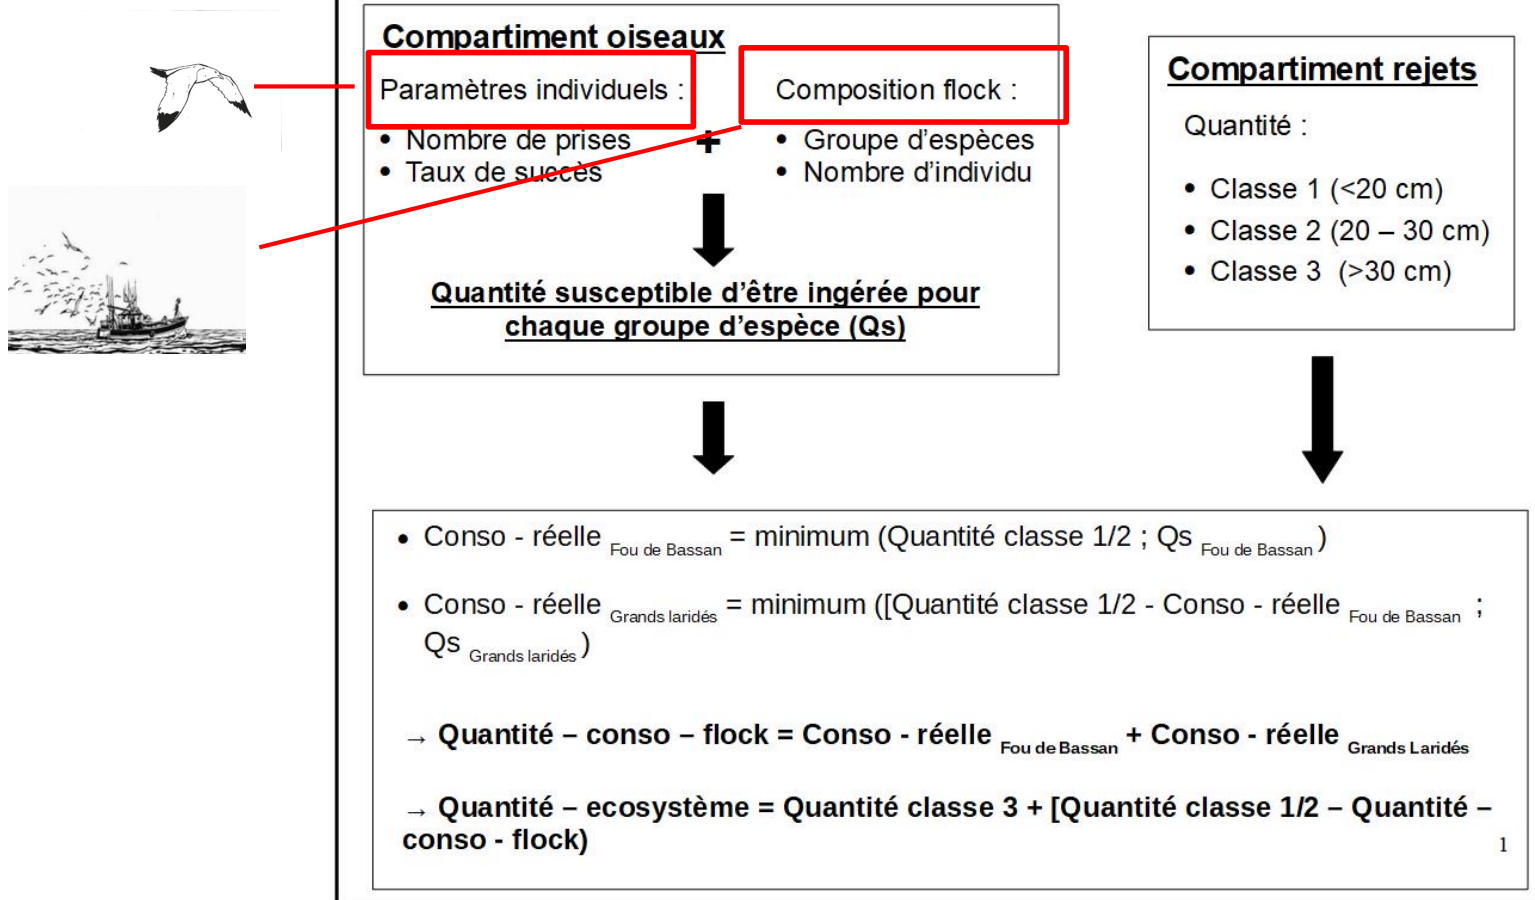 Compartiment oiseaux
Paramètres individuels :
• Nombre de prises
• Taux de succès
+
Composition flock :
• Groupe d'espèces
• Nombre d'individu
Quantité susceptible d'être ingérée pour
chaque groupe d'espèce (Qs)
Compartiment rejets
Quantité :
• Classe 1 (<20 cm)
• Classe 2 (20 – 30 cm)
• Classe 3 (>30 cm)
• Conso - réelle Fou de Bassan = minimum (Quantité classe 1/2 ; Qs Fou de Bassan )
• Conso - réelle Grands laridés = minimum ([Quantité classe 1/2 - Conso - réelle Fou de Bassan ;
Qs Grands laridés )
→ Quantité – conso – flock = Conso - réelle Fou de Bassan + Conso - réelle Grands Laridés
→ Quantité – ecosystème = Quantité classe 3 + [Quantité classe 1/2 – Quantité –
conso - flock)
1